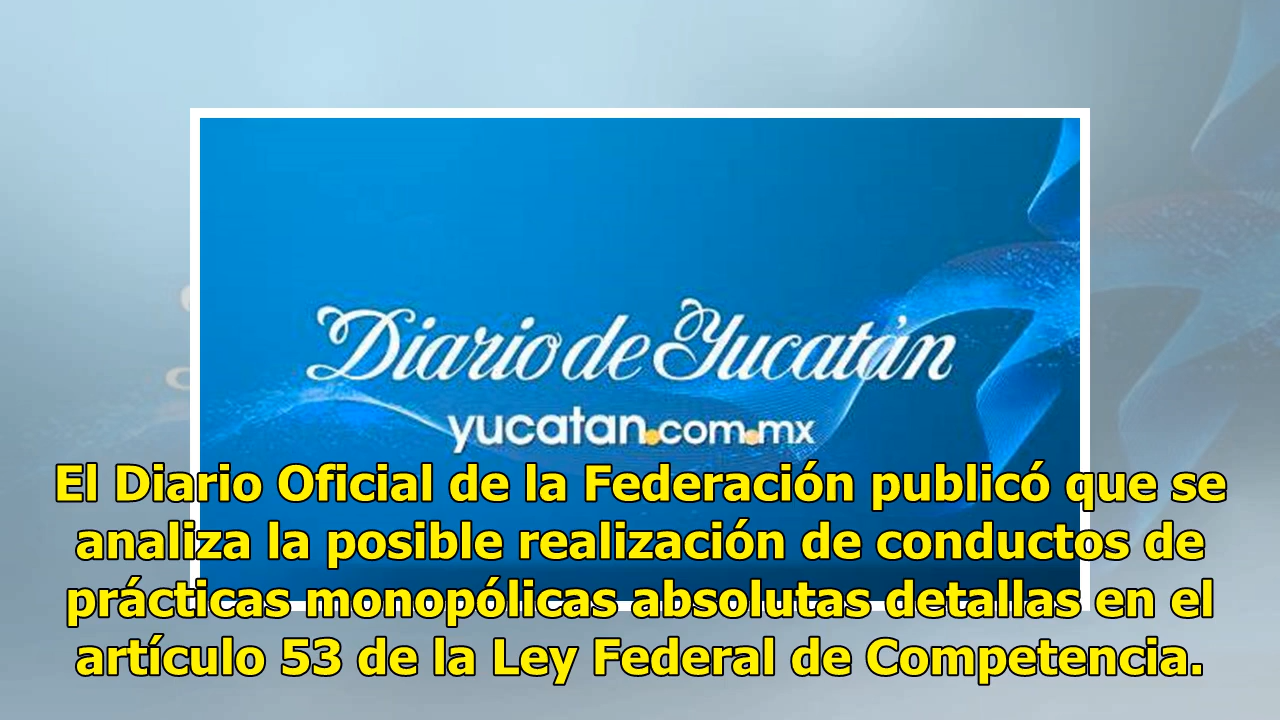 Diario de Yucatán
yucatan.com.mx
El Diario Oficial de la Federación publicó que se
analiza la posible realización de conductos de
prácticas monopólicas absolutas detallas en el
artículo 53 de la Ley Federal de Competencia.